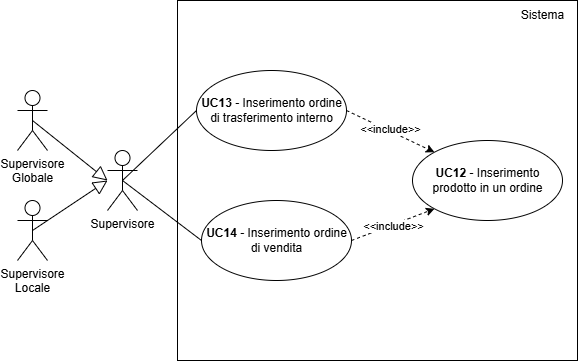 Sistema
UC13 - Inserimento ordine
di trasferimento interno
<<include>>
Supervisore
Globale
UC12 - Inserimento
prodotto in un ordine
Supervisore
UC14 - Inserimento ordine
di vendita
<<include>>
Supervisore
Locale